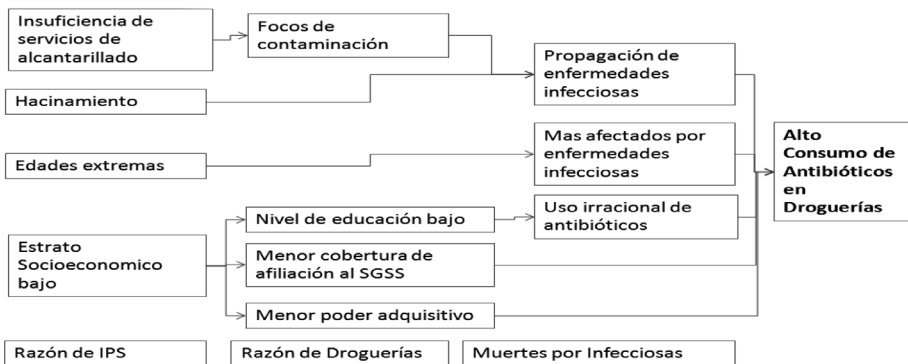 Insuficiencia de
servicios de
alcantarillado
Focos de
contaminación
Propagación de
enfermedades
infecciosas
Hacinamiento
Alto
Consumo de
Antibióticos
en
Droguerías
Mas afectados por
enfermedades
infecciosas
Edades extremas
Nivel de educación bajo
Uso irracional de
antibióticos
Estrato
Socioeconomico
bajo
Menor cobertura de
afiliación al SGSS
Menor poder adquisitivo
Razón de IPS
Razón de Droguerías
Muertes por Infecciosas